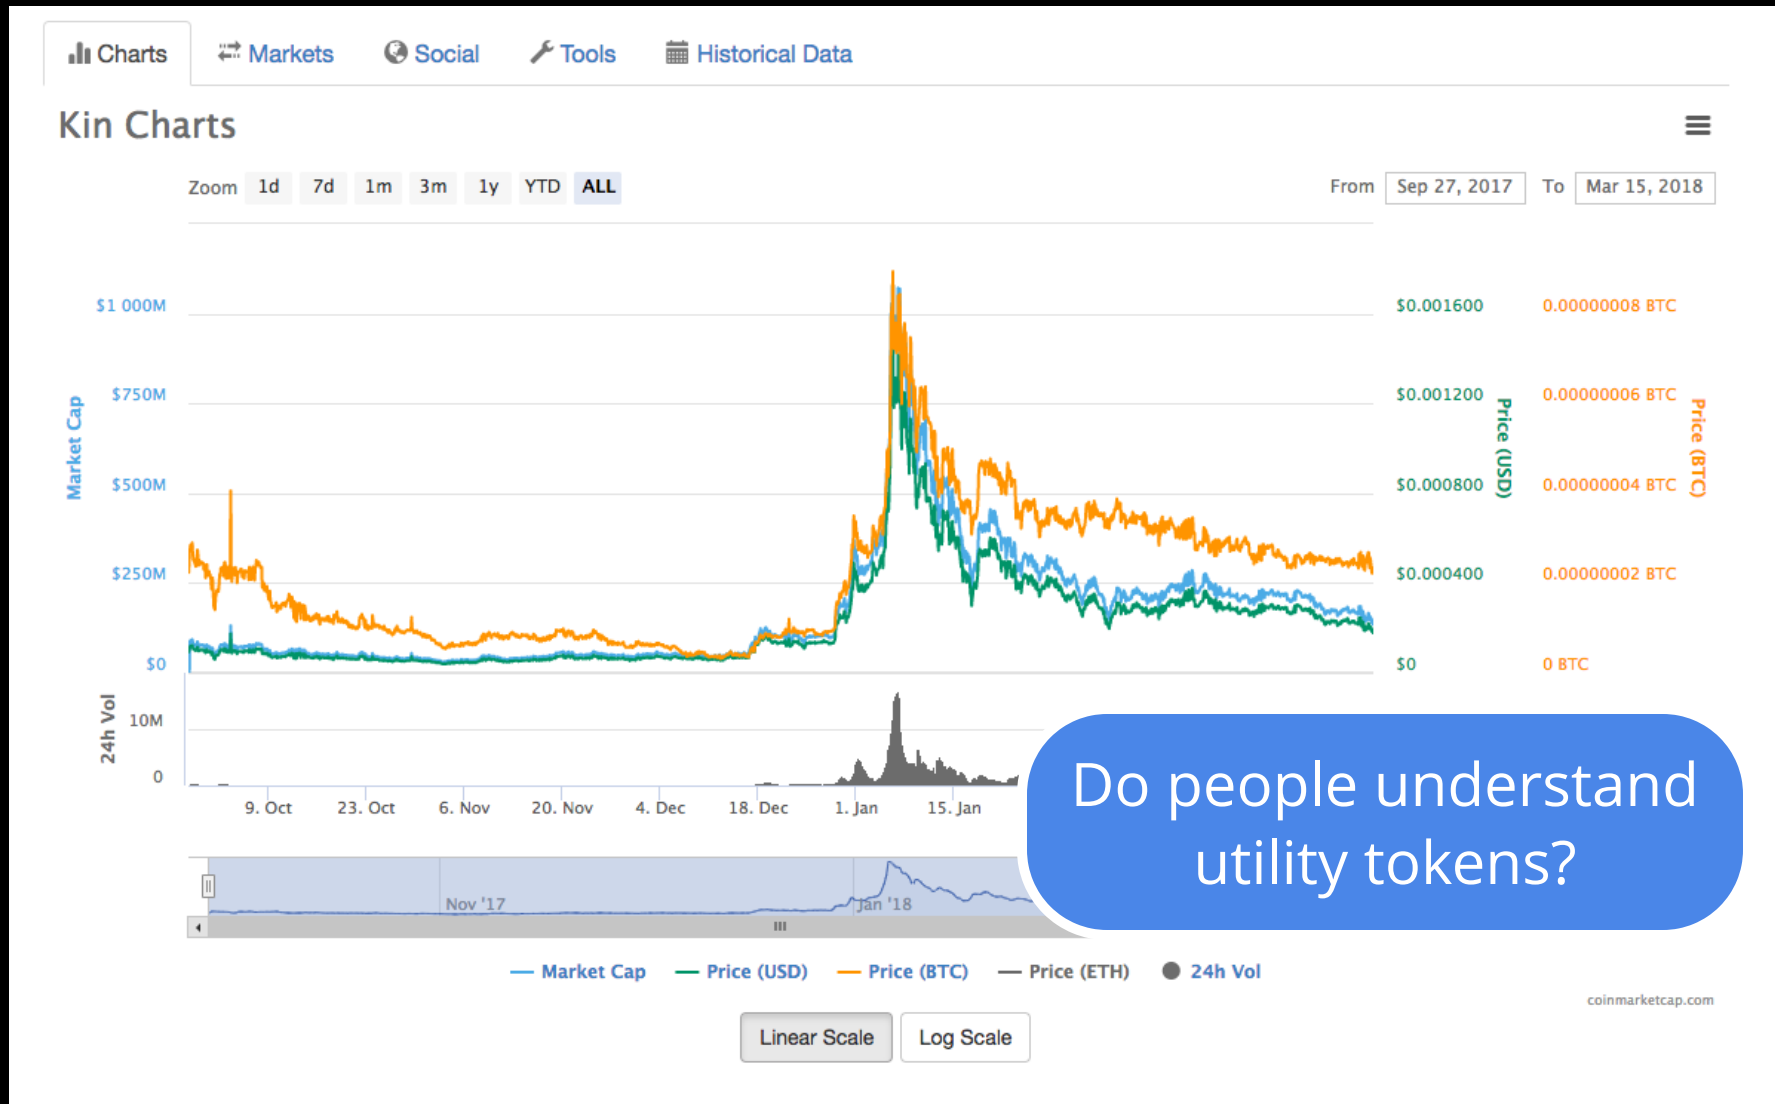 Charts Markets Social Tools Historical Data
Kin Charts
Zoom 1d 7d 1m 3m 1y YTD ALL From Sep 27, 2017 To Mar 15, 2018
$1 000M $0.001600 0.00000008 BTC
$750M $0.001200 0.00000006 BTC
$500M $0.000800 0.00000004 BTC
$250M $0.000400 0.00000002 BTC
$0 $0 0 BTC
Market Cap
Price (USD)
Price (BTC)
24h Vol
10M
0
9. Oct 23. Oct 6. Nov 20. Nov 4. Dec 18. Dec 1. Jan 15. Jan
Do people understand
utility tokens?
Nov '17 Jan '18
Market Cap Price (USD) Price (BTC) Price (ETH) 24h Vol
coinmarketcap.com
Linear Scale Log Scale